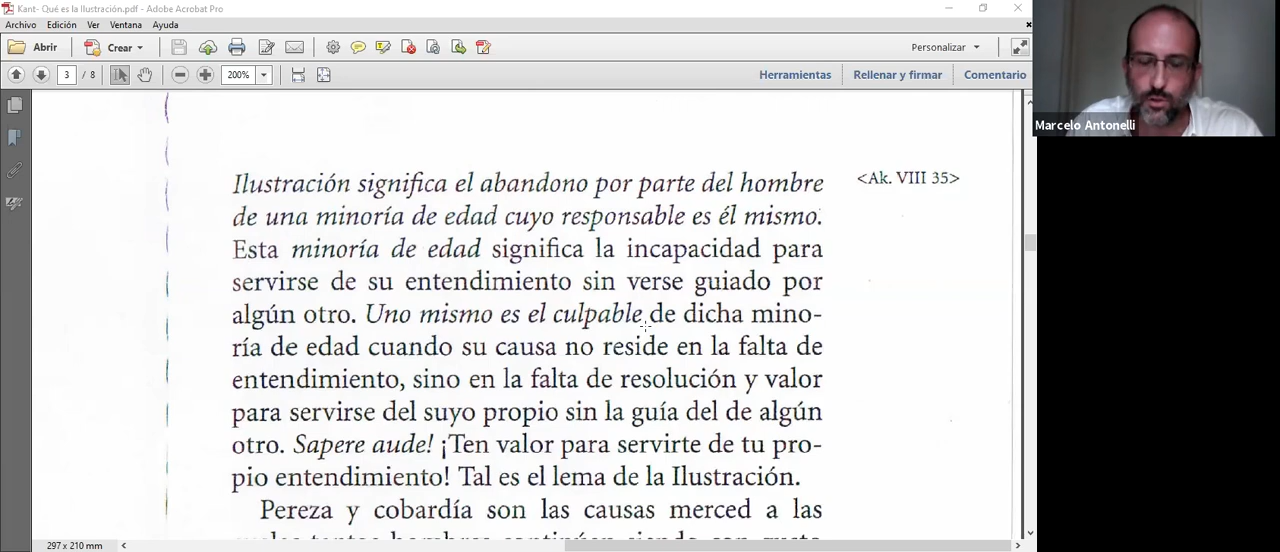 Kant- Qué es la Ilustración.pdf - Adobe Acrobat Pro
Archivo Edición Ver Ventana Ayuda
Abrir Crear Personalizar
3 / 8 200% Herramientas Rellenar y firmar Comentario
Marcelo Antonelli
Ilustración significa el abandono por parte del hombre <Ak. VIII 35>
de una minoría de edad cuyo responsable es él mismo.
Esta minoría de edad significa la incapacidad para
servirse de su entendimiento sin verse guiado por
algún otro. Uno mismo es el culpable de dicha mino-
ría de edad cuando su causa no reside en la falta de
entendimiento, sino en la falta de resolución y valor
para servirse del suyo propio sin la guía del de algún
otro. Sapere aude! ¡Ten valor para servirte de tu pro-
pio entendimiento! Tal es el lema de la Ilustración.
Pereza y cobardía son las causas merced a las
297 x 210 mm